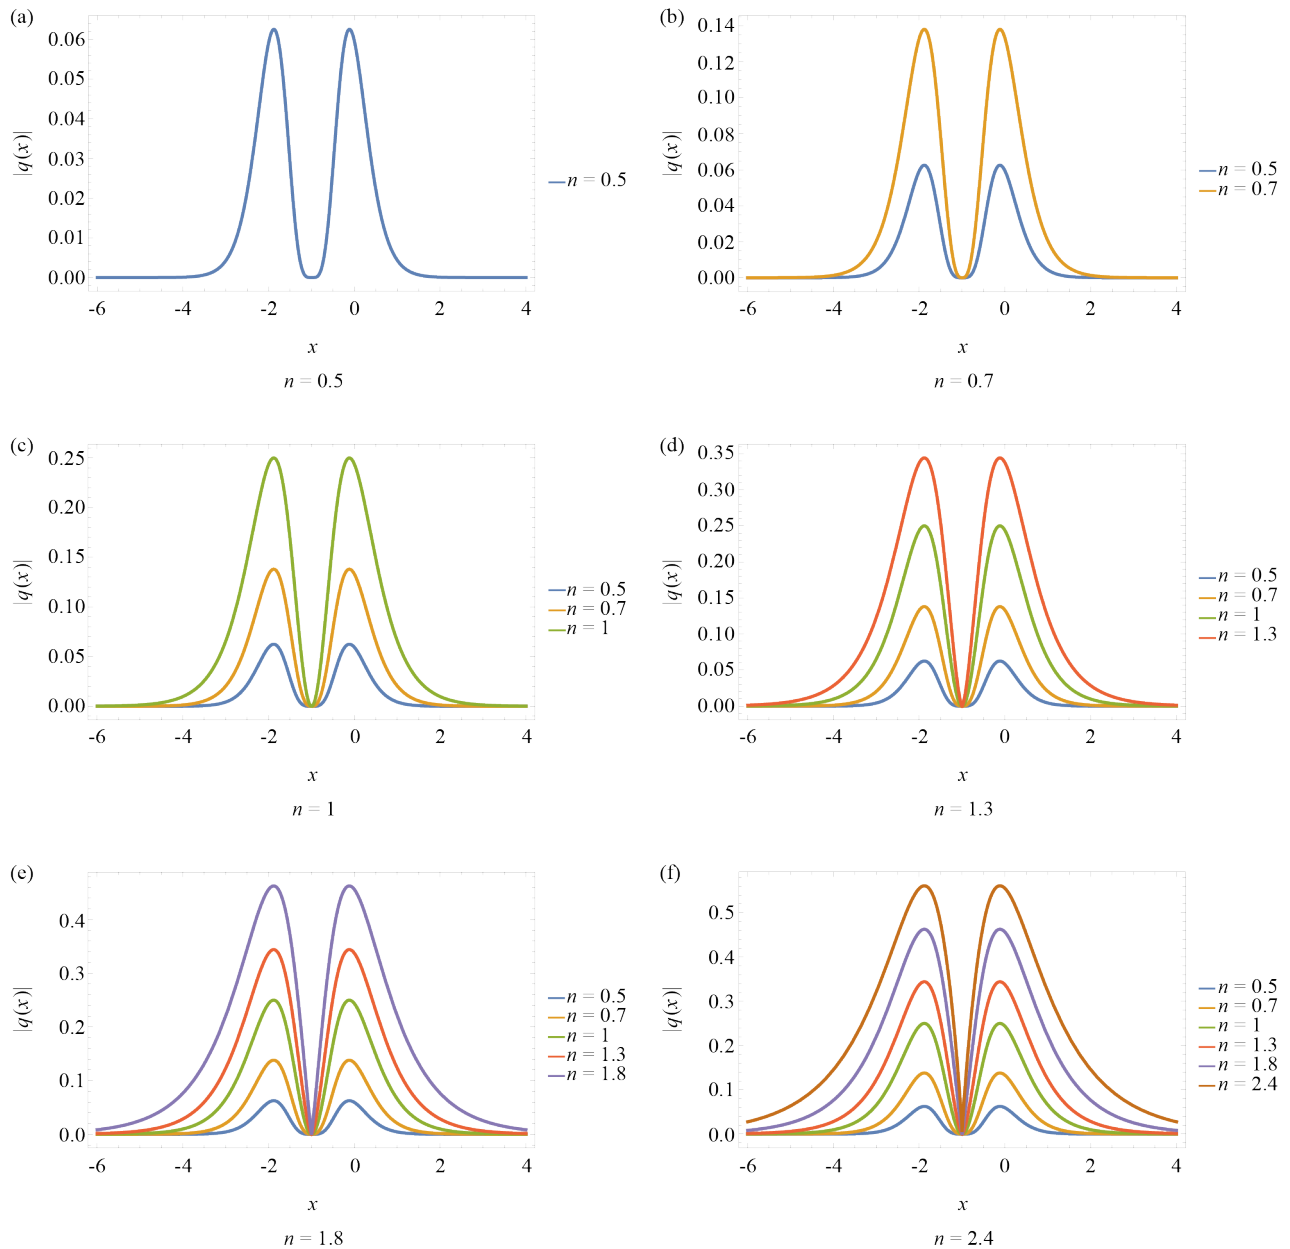 (a)
|q(x)|
0.06
0.05
0.04
0.03
0.02
0.01
0.00
-6 -4 -2 0 2 4
x
n = 0.5
n = 0.5
(b)
|q(x)|
0.14
0.12
0.10
0.08
0.06
0.04
0.02
0.00
-6 -4 -2 0 2 4
x
n = 0.5
n = 0.7
n = 0.7
(c)
|q(x)|
0.25
0.20
0.15
0.10
0.05
0.00
-6 -4 -2 0 2 4
x
n = 0.5
n = 0.7
n = 1
n = 1
(d)
|q(x)|
0.35
0.30
0.25
0.20
0.15
0.10
0.05
0.00
-6 -4 -2 0 2 4
x
n = 0.5
n = 0.7
n = 1
n = 1.3
n = 1.3
(e)
|q(x)|
0.4
0.3
0.2
0.1
0.0
-6 -4 -2 0 2 4
x
n = 0.5
n = 0.7
n = 1
n = 1.3
n = 1.8
n = 1.8
(f)
|q(x)|
0.5
0.4
0.3
0.2
0.1
0.0
-6 -4 -2 0 2 4
x
n = 0.5
n = 0.7
n = 1
n = 1.3
n = 1.8
n = 2.4
n = 2.4